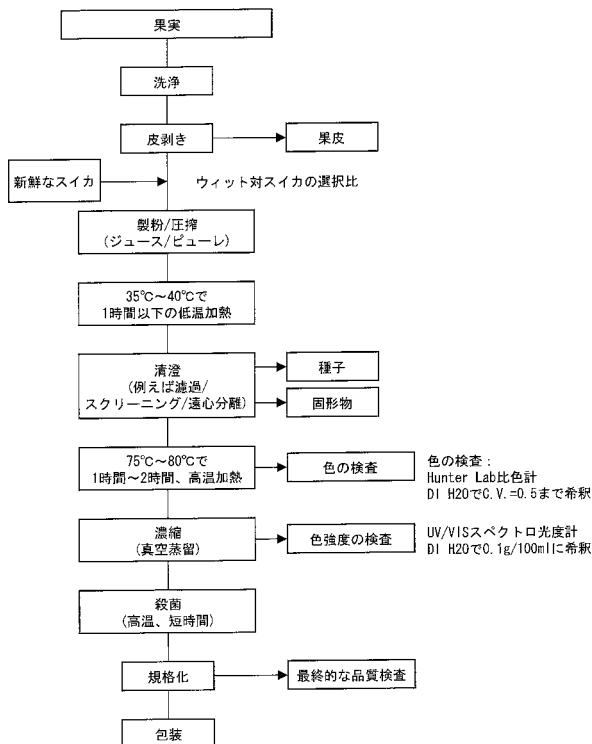 果実
洗浄
皮剥き
果皮
新鮮なスイカ
ウィット対スイカの選択比
製粉/圧搾
(ジュース/ピューレ)
35℃~40℃で
1時間以下の低温加熱
清澄
(例えば濾過/
スクリーニング/遠心分離)
種子
固形物
75℃~80℃で
1時間~2時間、高温加熱
色の検査
色の検査:
Hunter Lab比色計
DI H2OでC.V.=0.5まで希釈
濃縮
(真空蒸留)
色強度の検査
UV/VISスペクトロ光度計
DI H2Oで0.1g/100mlに希釈
殺菌
(高温、短時間)
規格化
最終的な品質検査
包装